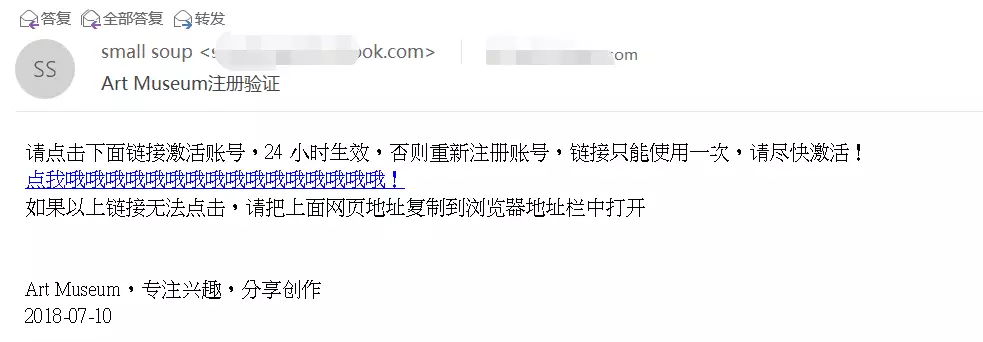 答复 全部答复 转发
small soup <s ook.com> om
SS
Art Museum注册验证
请点击下面链接激活账号，24 小时生效，否则重新注册账号，链接只能使用一次，请尽快激活！
点我哦哦哦哦哦哦哦哦哦哦哦哦哦哦哦哦！
如果以上链接无法点击，请把上面网页地址复制到浏览器地址栏中打开
Art Museum，专注兴趣，分享创作
2018-07-10